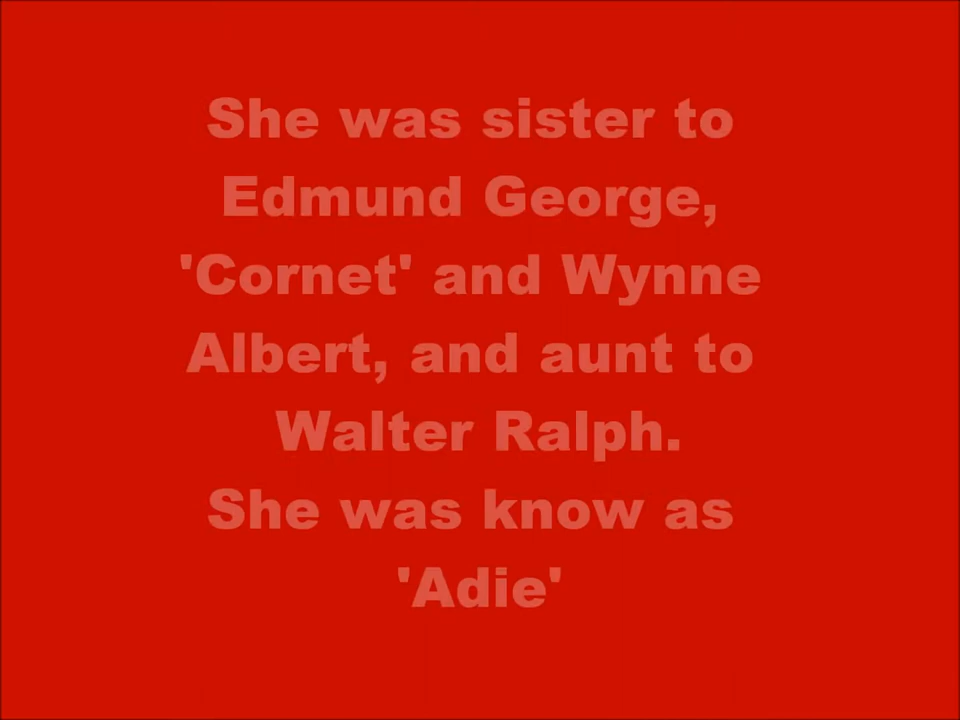 She was sister to
Edmund George,
'Cornet' and Wynne
Albert, and aunt to
Walter Ralph.
She was know as
'Adie'